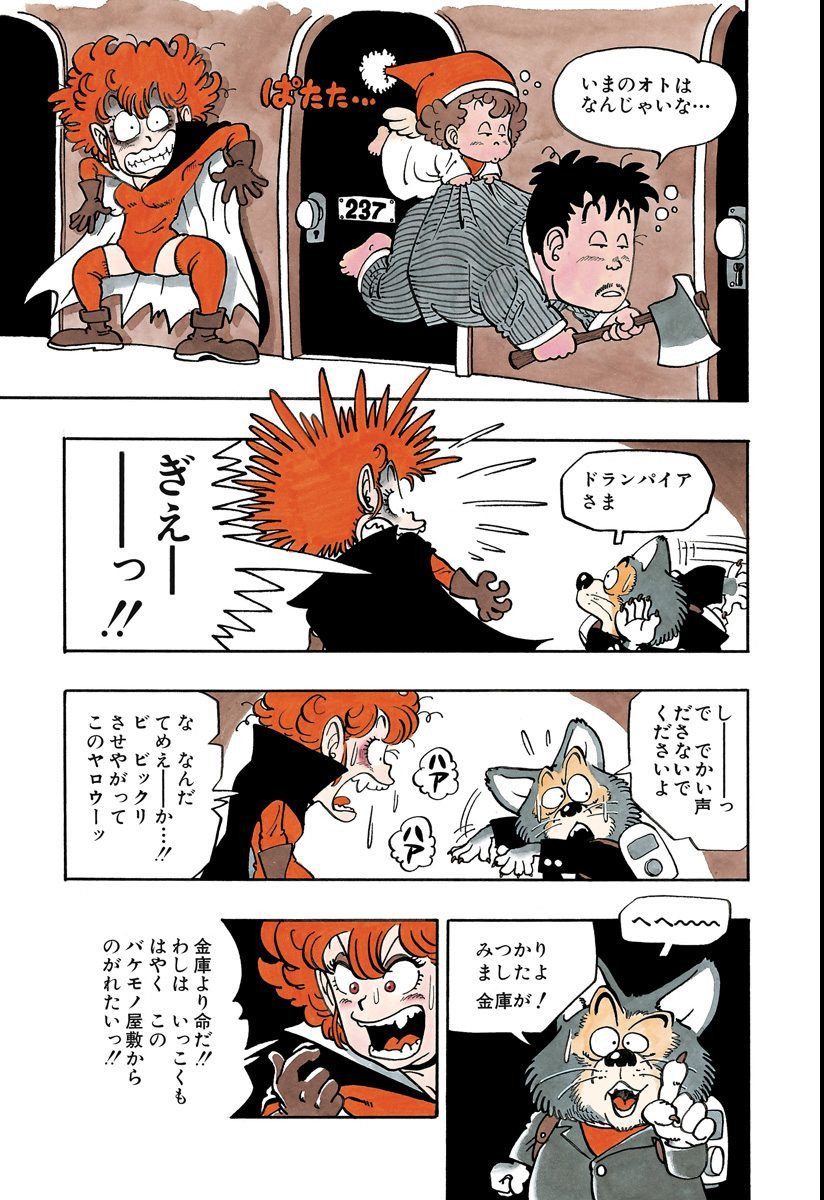 いまのオトは
なんじゃいな…
ぱたた…
237
ドランパイア
さま
ぎえーーーっ!!
しーーっ
で でかい声
ださないで
くださいよ
ハア
ハア
な なんだ
てめえーーか…!!
ビ ビックリ
させやがって
このヤロウーッ
へへ〜〜〜
みつかり
ましたよ
金庫が!
金庫より命だ!!
わしは いっこくも
はやく この
バケモノ屋敷から
のがれたいっ!!